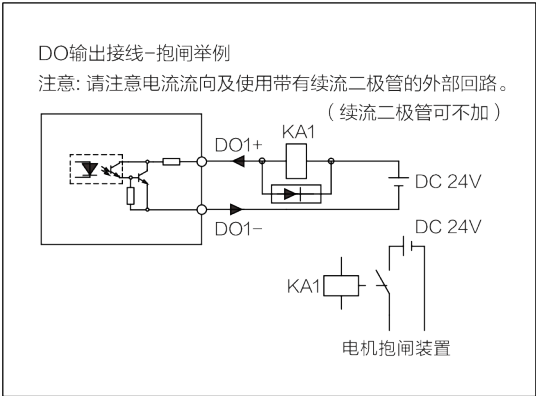 DO输出接线-抱闸举例
注意: 请注意电流流向及使用带有续流二极管的外部回路。
（续流二极管可不加）
DO1+
KA1
DC 24V
DO1-
DC 24V
KA1
电机抱闸装置